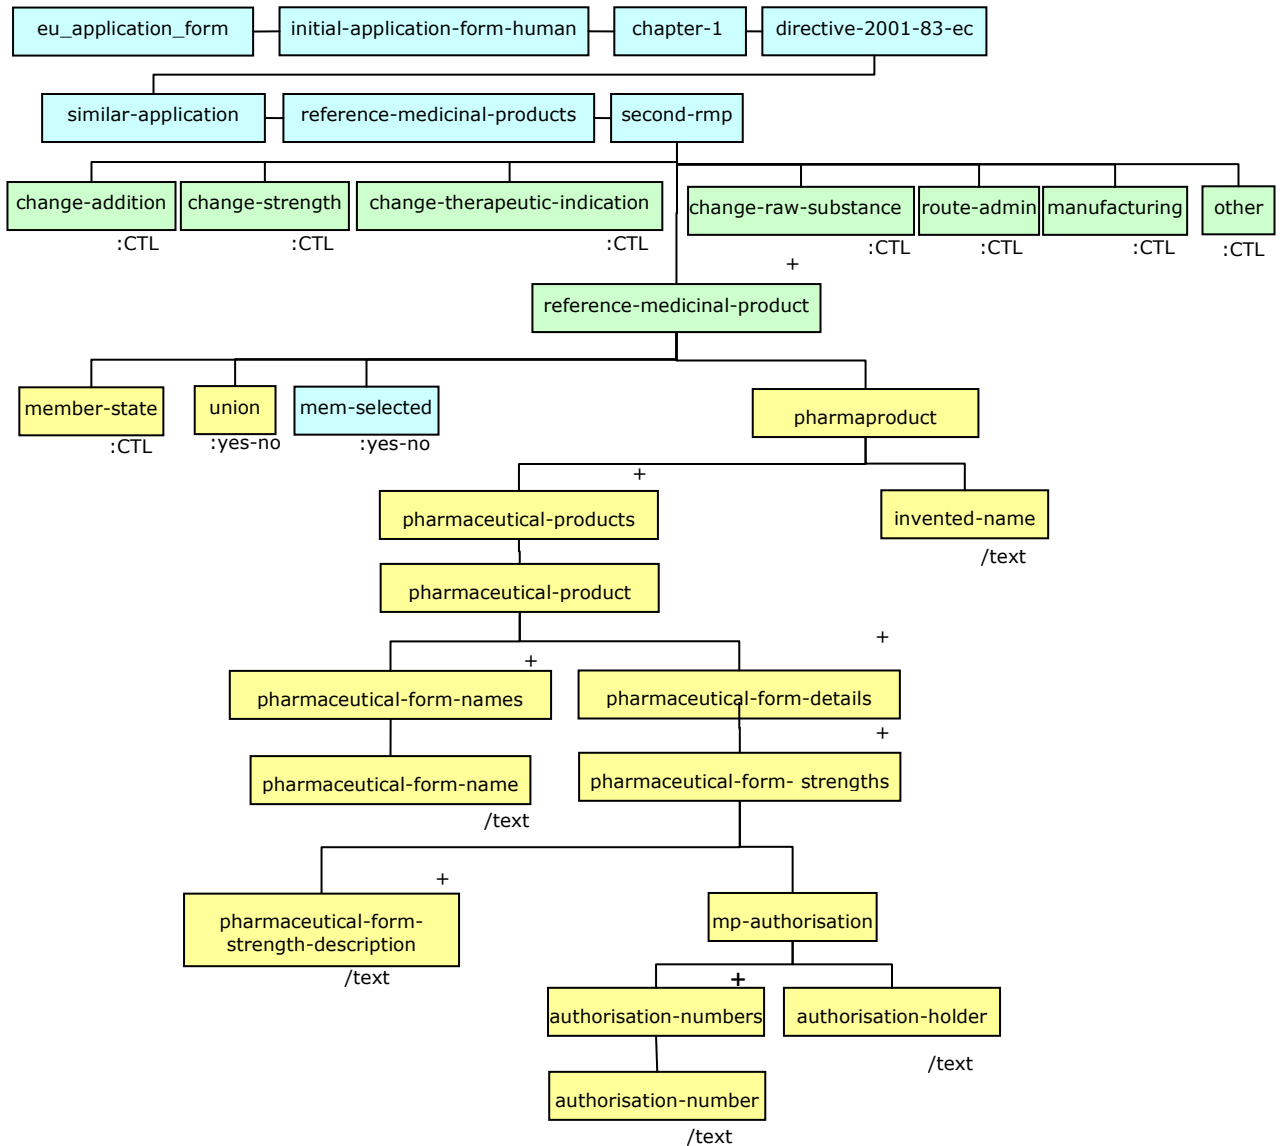 eu_application_form
initial-application-form-human
chapter-1
directive-2001-83-ec
similar-application
reference-medicinal-products
second-rmp
change-addition
:CTL
change-strength
:CTL
change-therapeutic-indication
:CTL
change-raw-substance
:CTL
route-admin
:CTL
manufacturing
:CTL
other
:CTL
+
reference-medicinal-product
member-state
:CTL
union
:yes-no
mem-selected
:yes-no
pharmaproduct
+
pharmaceutical-products
invented-name
/text
pharmaceutical-product
+
pharmaceutical-form-names
+
pharmaceutical-form-details
pharmaceutical-form-name
/text
+
pharmaceutical-form- strengths
+
pharmaceutical-form-
strength-description
/text
mp-authorisation
+
authorisation-numbers
authorisation-holder
/text
authorisation-number
/text